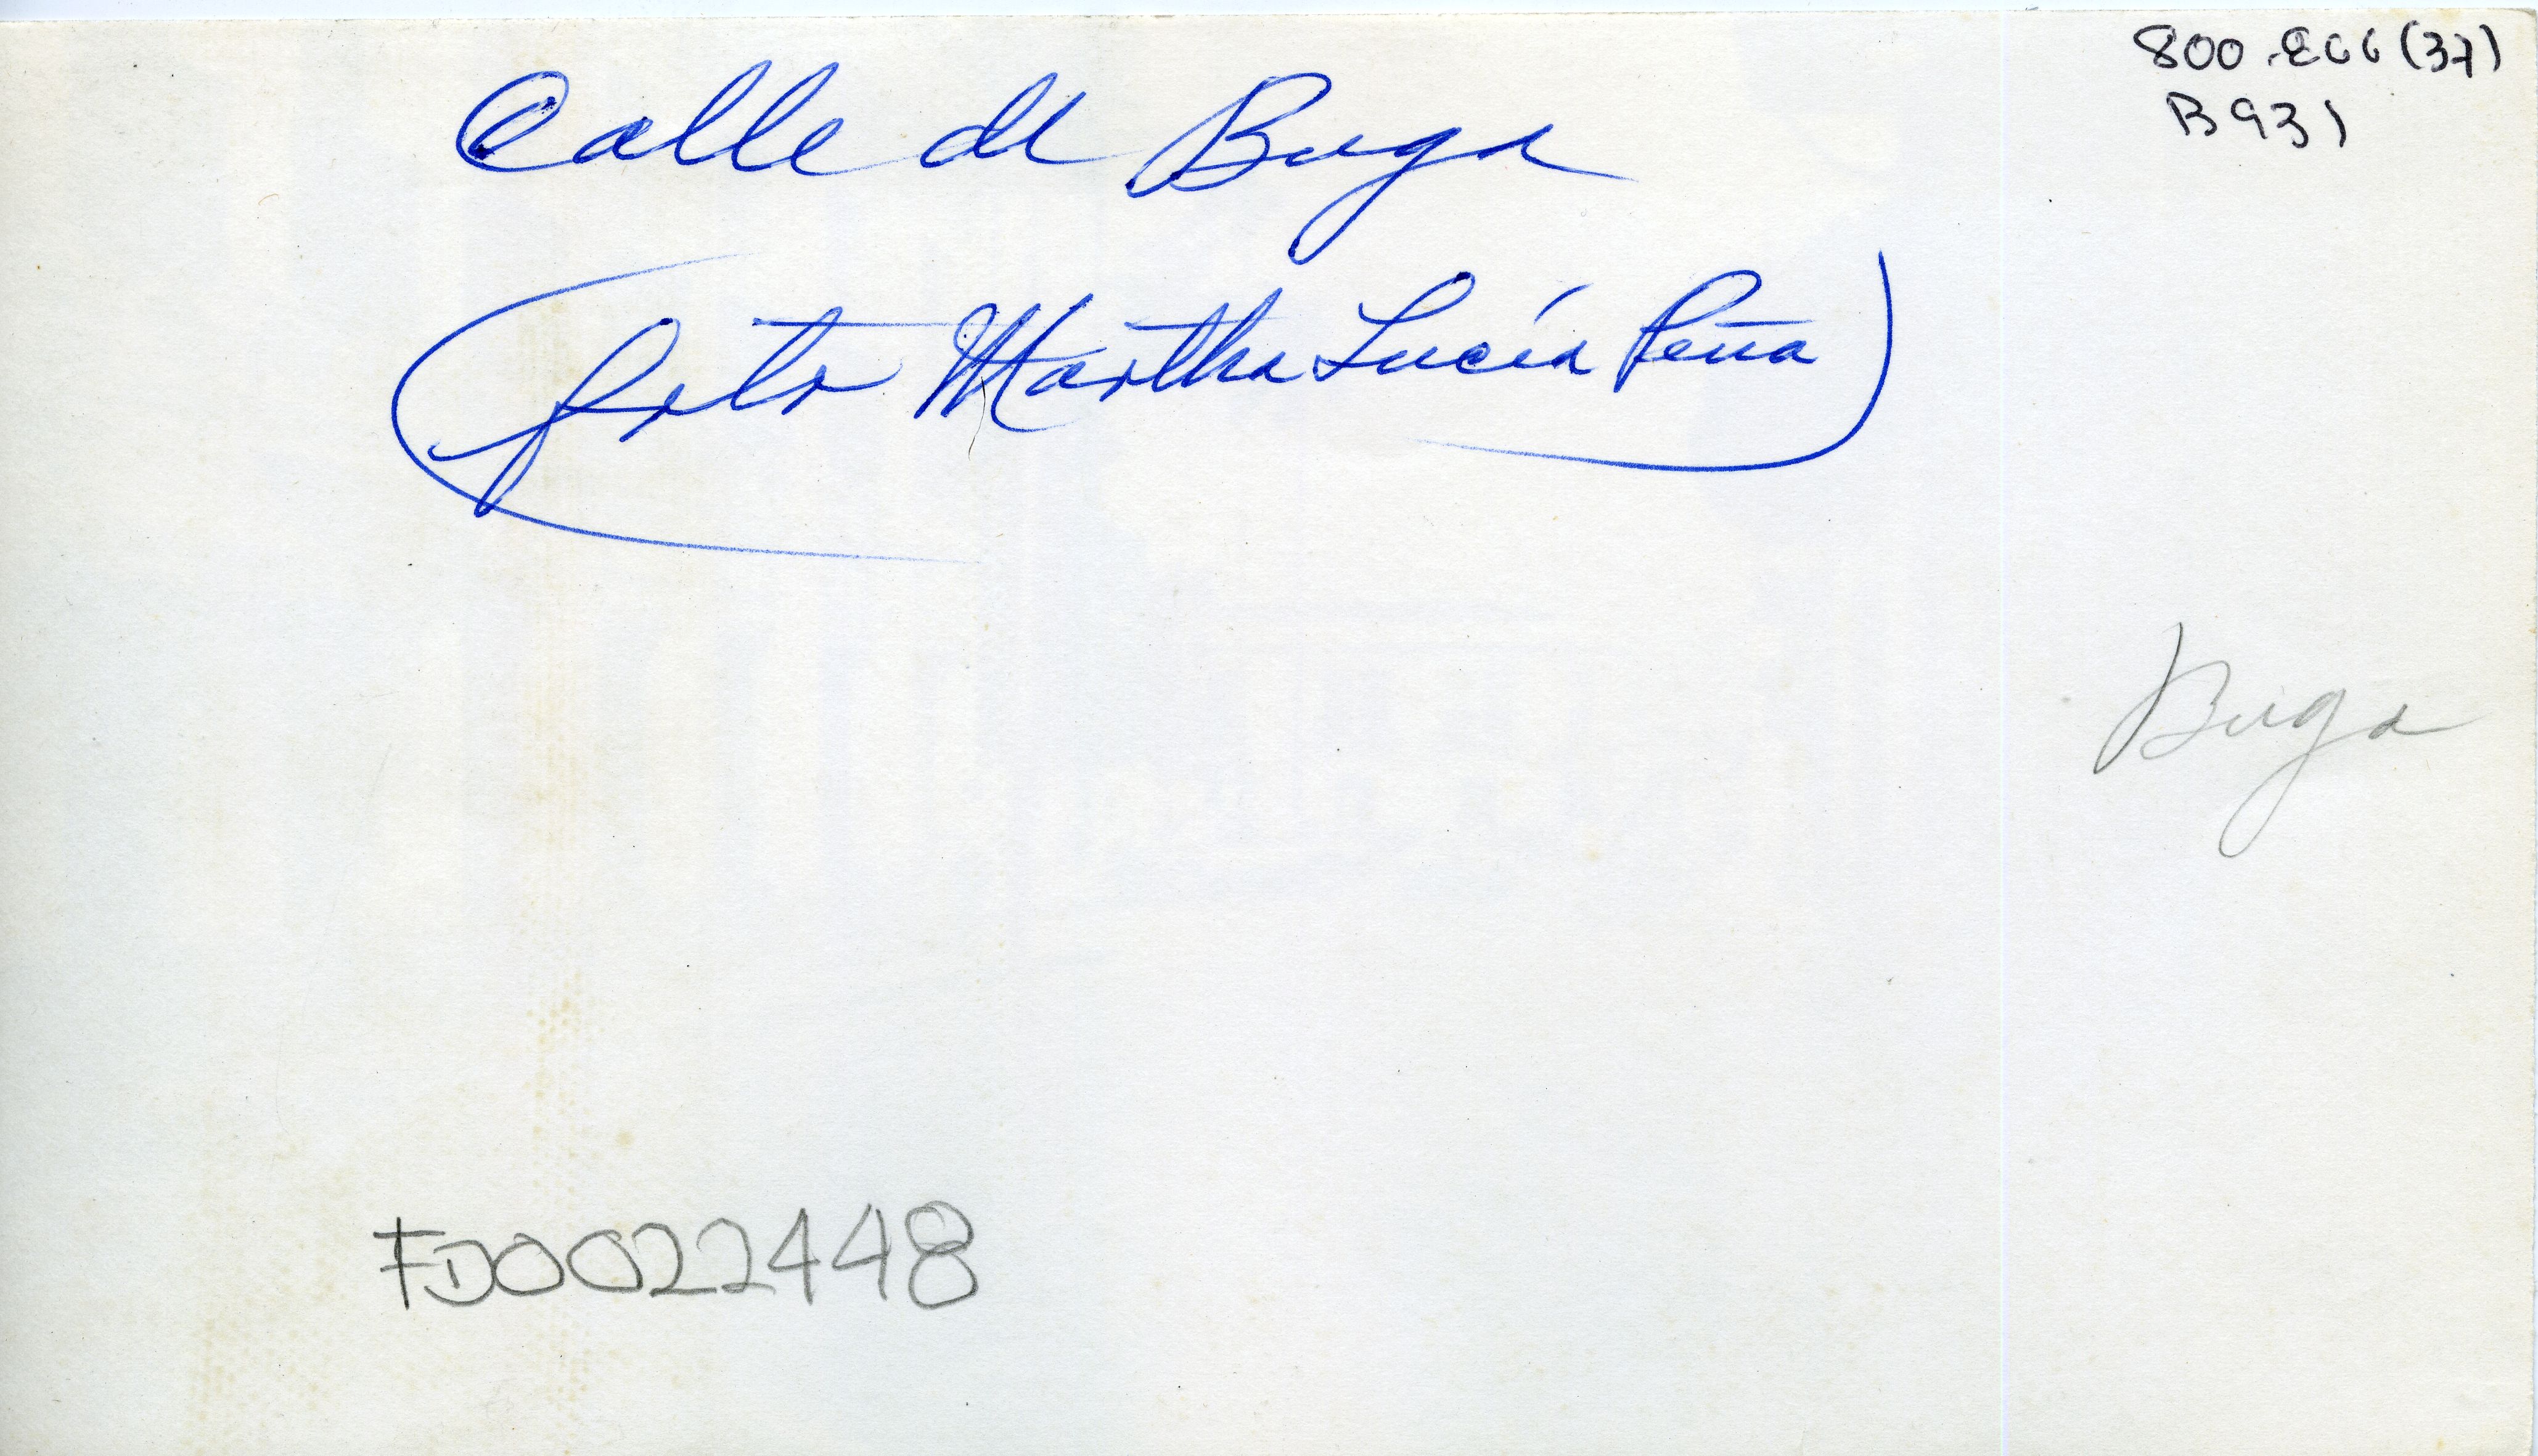 800.866(37)
B931
Calle de Buga
(foto Martha Lucía Peña)
Buga
FD0022448